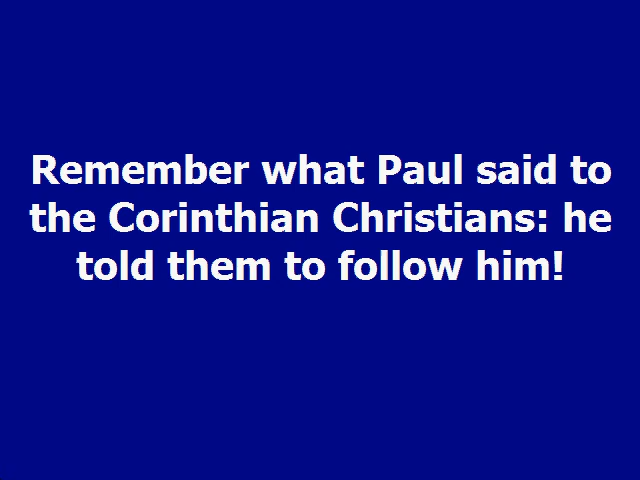 Remember what Paul said to
the Corinthian Christians: he
told them to follow him!